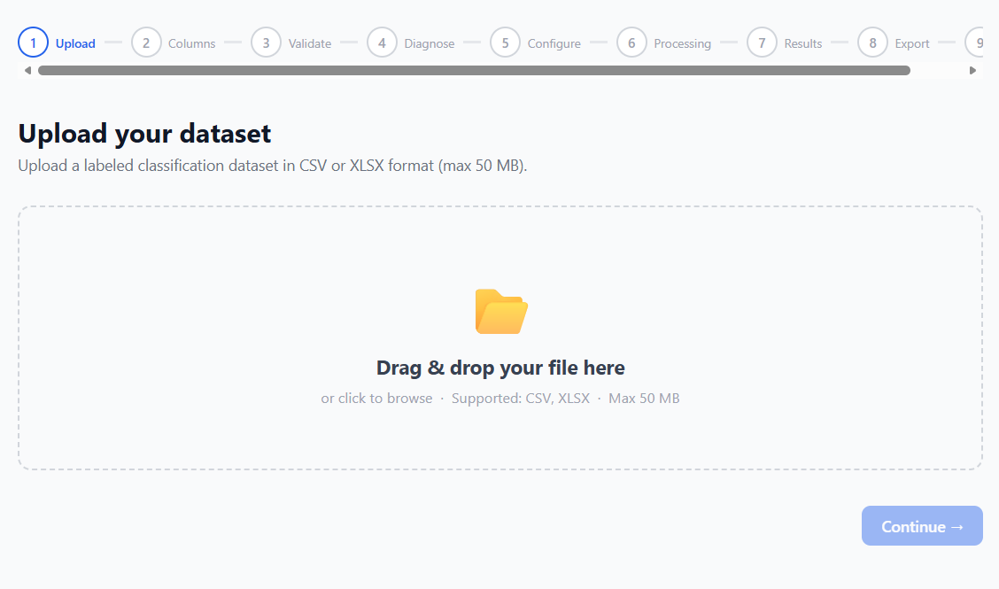 1 Upload 2 Columns 3 Validate 4 Diagnose 5 Configure 6 Processing 7 Results 8 Export 9
Upload your dataset
Upload a labeled classification dataset in CSV or XLSX format (max 50 MB).
Drag & drop your file here
or click to browse · Supported: CSV, XLSX · Max 50 MB
Continue →